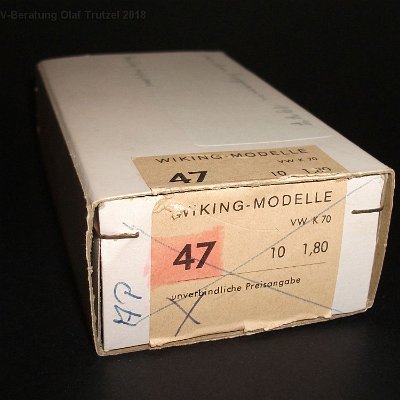 V-Beratung Olaf Trutzel 2018
WIKING-MODELLE
VW K 70
47 10 1,80
WIKING-MODELLE
VW K 70
47 10 1,80
unverbindliche Preisangabe
HP
X